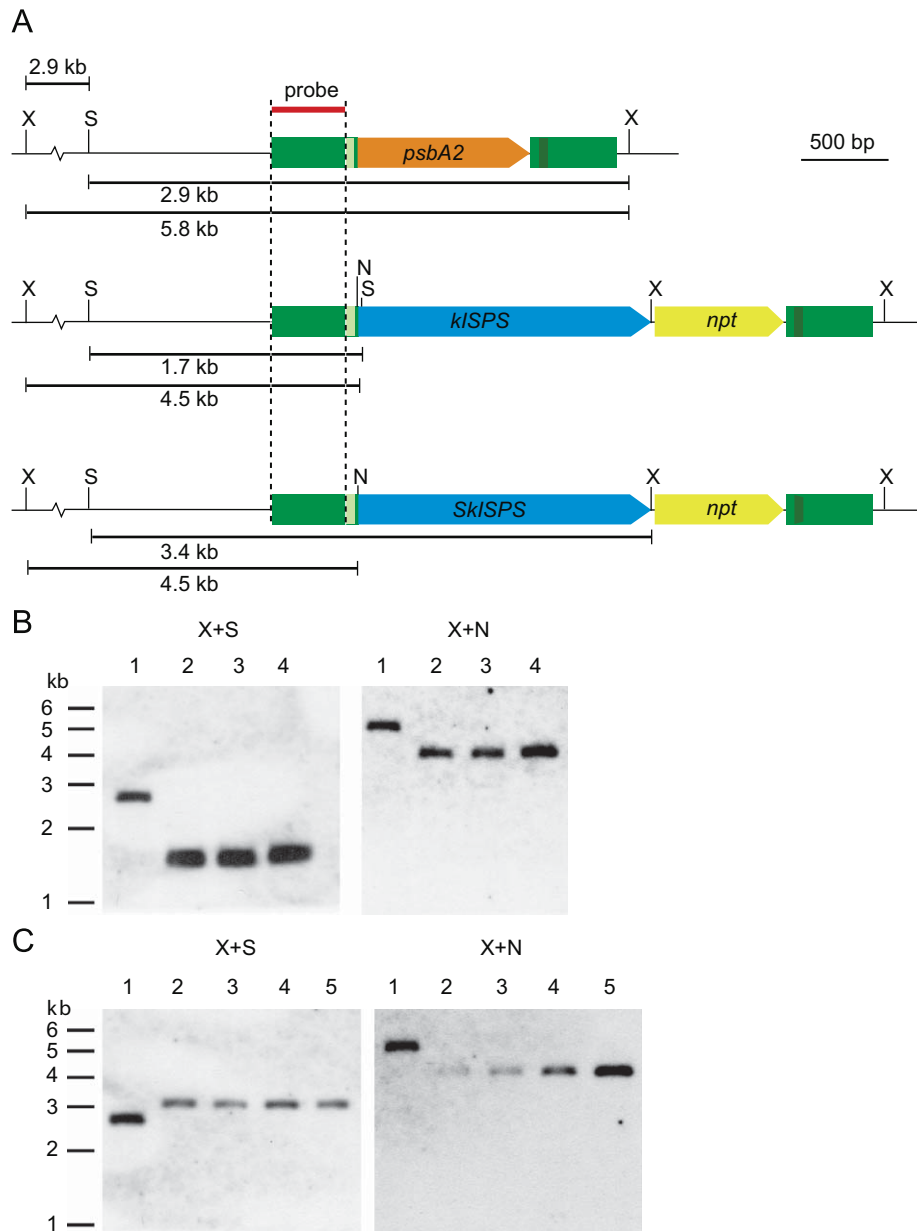 A
2.9 kb
probe
X S X
psbA2
500 bp
2.9 kb
5.8 kb
N
X S S X X
kISPS npt
1.7 kb
4.5 kb
X S N X X
SkISPS npt
3.4 kb
4.5 kb
B
X+S X+N
1 2 3 4 1 2 3 4
kb
6
5
4
3
2
1
C
X+S X+N
1 2 3 4 5 1 2 3 4 5
kb
6
5
4
3
2
1